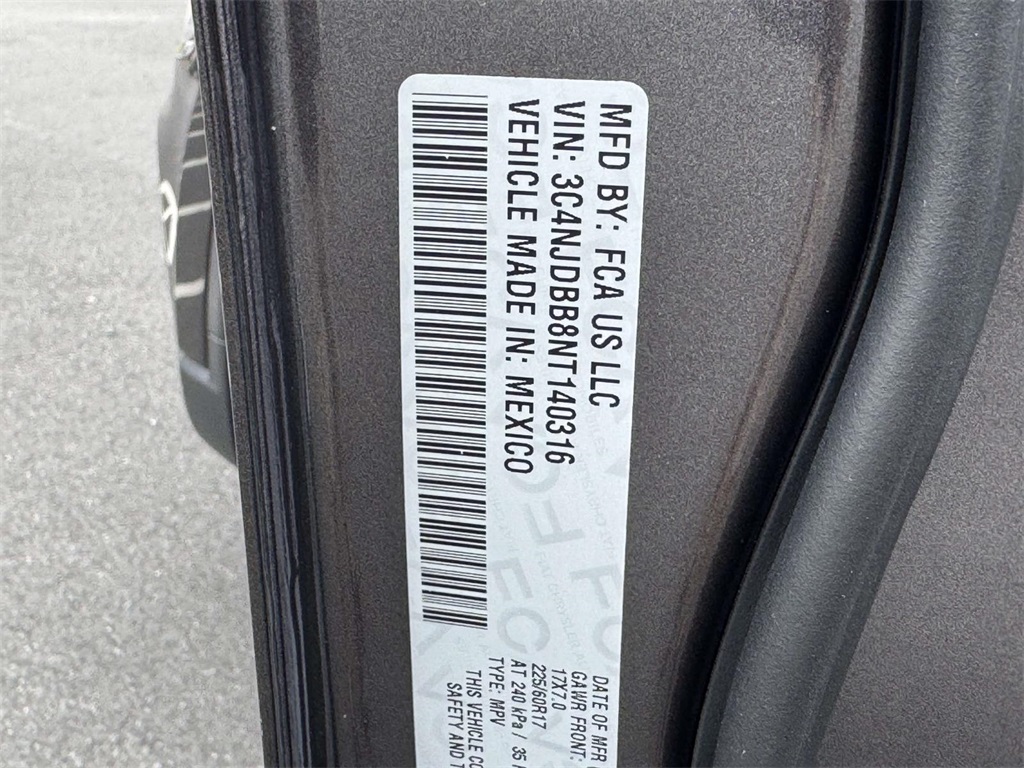 MFD BY: FCA US LLC
VIN: 3C4NJDBB8NT140316
VEHICLE MADE IN: MEXICO
DATE OF MFR
GAWR FRONT:
17X7.0
225/60R17
AT 240 kPa / 35
TYPE: MPV
THIS VEHICLE
SAFETY AND